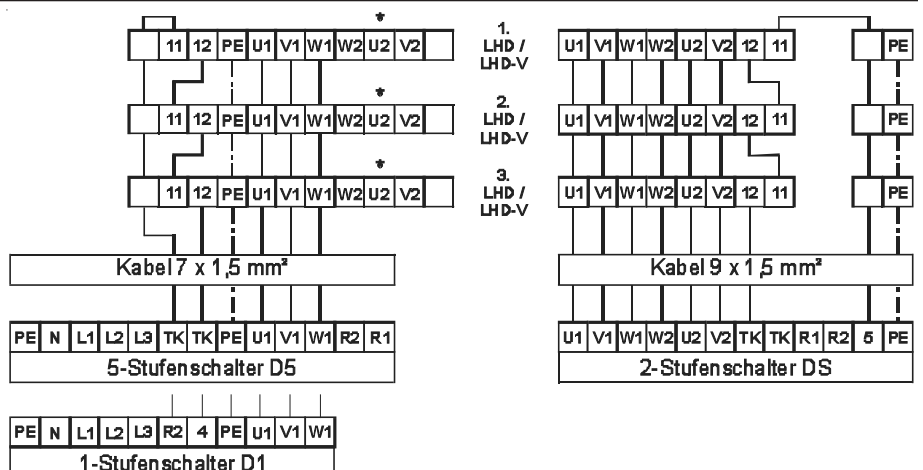 11 12 PE U1 V1 W1 W2 U2 V2
1.
LHD /
LHD-V
U1 V1 W1 W2 U2 V2 12 11
PE
11 12 PE U1 V1 W1 W2 U2 V2
2.
LHD /
LHD-V
U1 V1 W1 W2 U2 V2 12 11
PE
11 12 PE U1 V1 W1 W2 U2 V2
3.
LHD /
LHD-V
U1 V1 W1 W2 U2 V2 12 11
PE
Kabel 7 x 1,5 mm²
Kabel 9 x 1,5 mm²
PE N L1 L2 L3 TK TK PE U1 V1 W1 R2 R1
5-Stufenschalter D5
U1 V1 W1 W2 U2 V2 TK TK R1 R2 5 PE
2-Stufenschalter DS
PE N L1 L2 L3 R2 4 PE U1 V1 W1
1-Stufenschalter D1